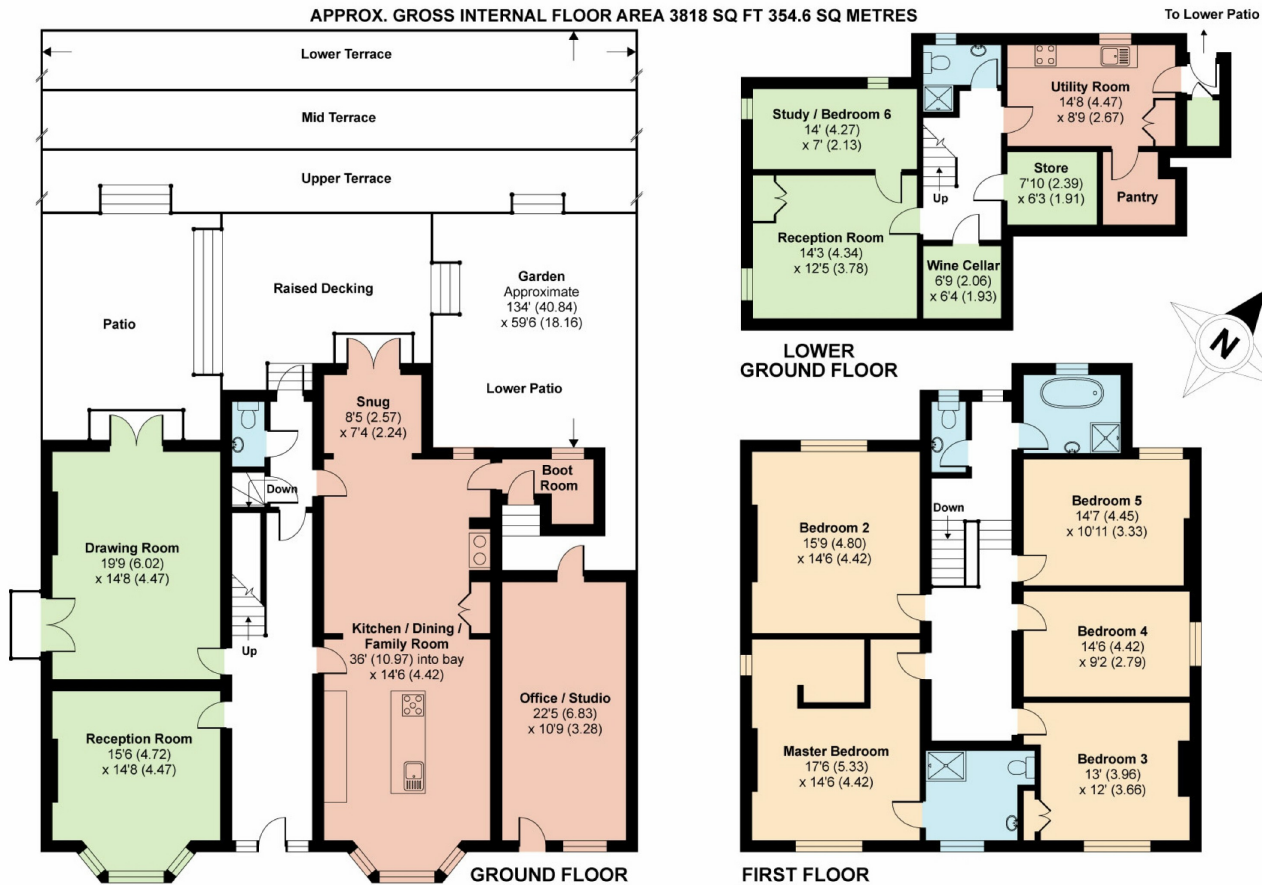 APPROX. GROSS INTERNAL FLOOR AREA 3818 SQ FT 354.6 SQ METRES
Lower Terrace
Mid Terrace
Upper Terrace
Raised Decking
Patio
Garden
Approximate
134' (40.84)
x 59'6 (18.16)
Lower Patio
Snug
8'5 (2.57)
x 7'4 (2.24)
Boot
Room
Down
Drawing Room
19'9 (6.02)
x 14'8 (4.47)
Up
Kitchen / Dining /
Family Room
36' (10.97) into bay
x 14'6 (4.42)
Office / Studio
22'5 (6.83)
x 10'9 (3.28)
Reception Room
15'6 (4.72)
x 14'8 (4.47)
GROUND FLOOR
To Lower Patio
Utility Room
14'8 (4.47)
x 8'9 (2.67)
Study / Bedroom 6
14' (4.27)
x 7' (2.13)
Store
7'10 (2.39)
x 6'3 (1.91)
Pantry
Up
Reception Room
14'3 (4.34)
x 12'5 (3.78)
Wine Cellar
6'9 (2.06)
x 6'4 (1.93)
LOWER
GROUND FLOOR
N
Down
Bedroom 2
15'9 (4.80)
x 14'6 (4.42)
Bedroom 5
14'7 (4.45)
x 10'11 (3.33)
Bedroom 4
14'6 (4.42)
x 9'2 (2.79)
Master Bedroom
17'6 (5.33)
x 14'6 (4.42)
Bedroom 3
13' (3.96)
x 12' (3.66)
FIRST FLOOR